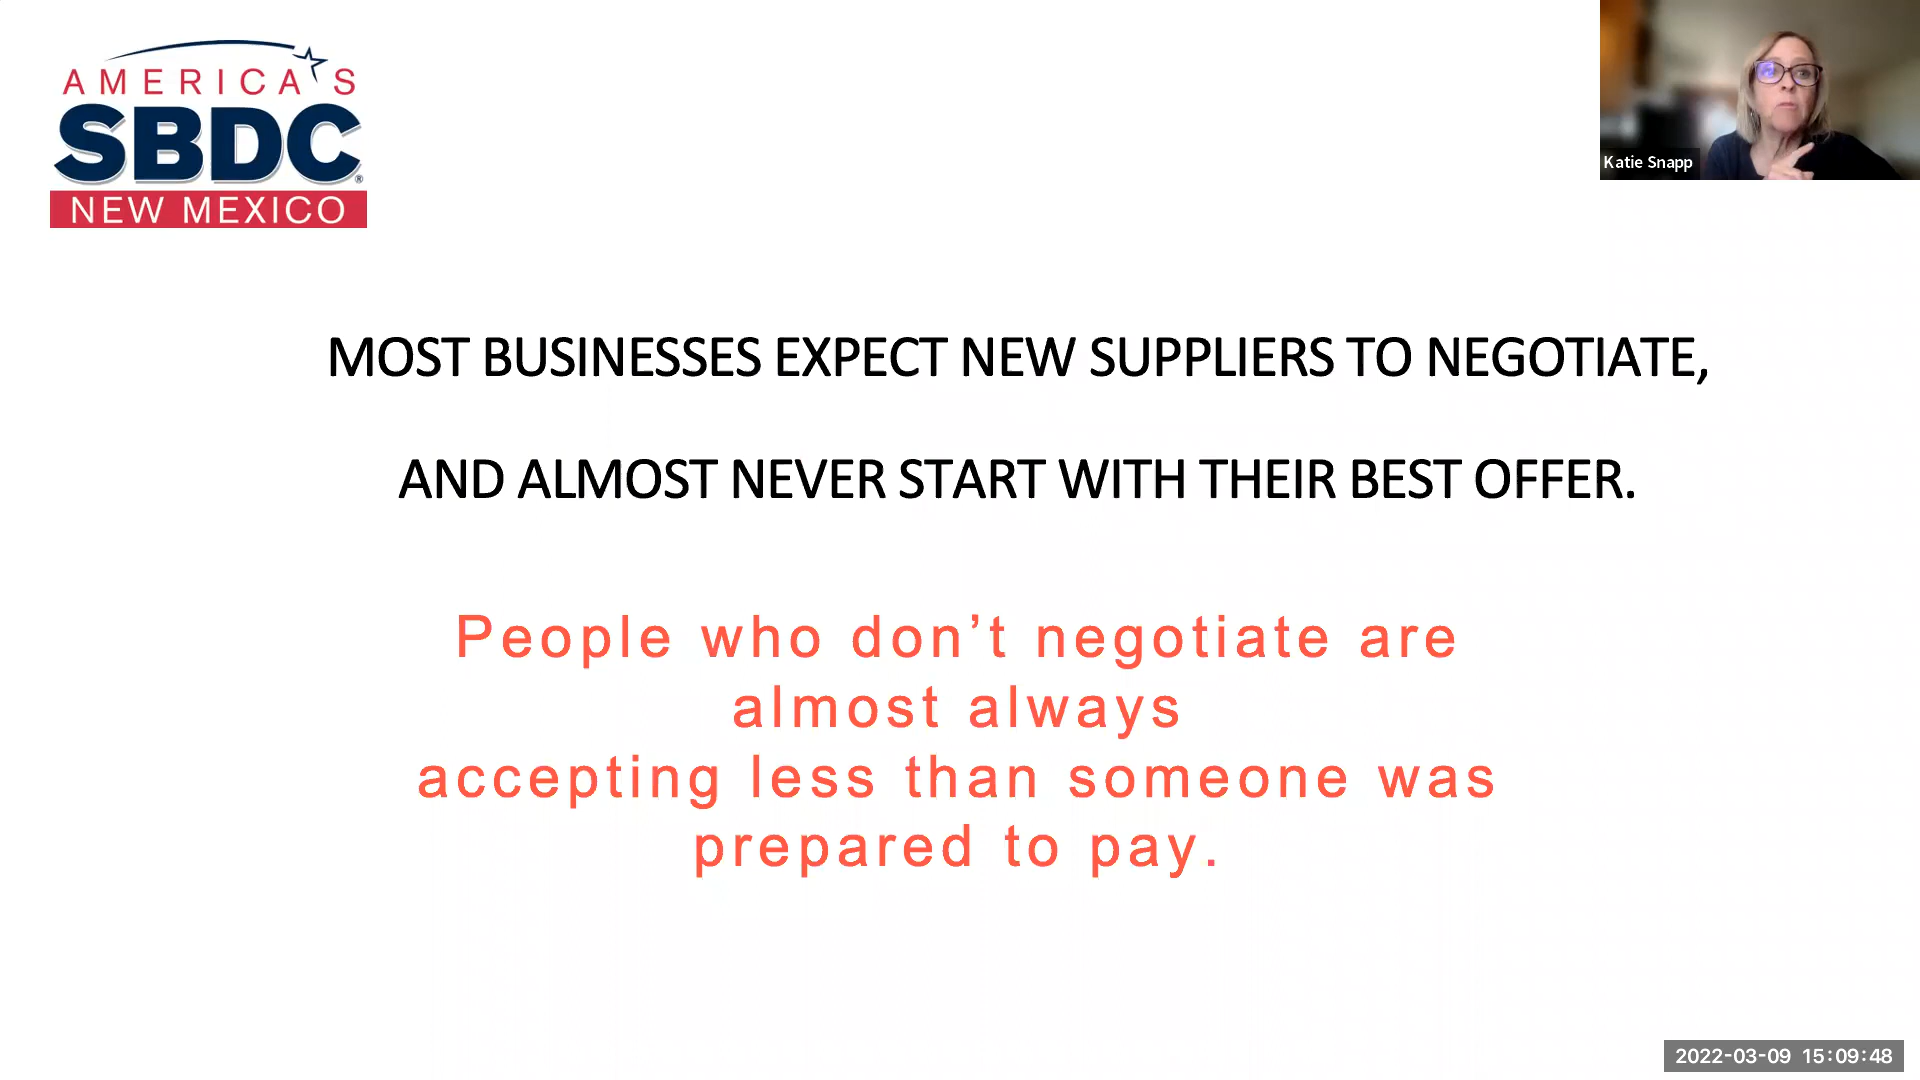 AMERICA'S
SBDC®
NEW MEXICO
Katie Snapp
MOST BUSINESSES EXPECT NEW SUPPLIERS TO NEGOTIATE,
AND ALMOST NEVER START WITH THEIR BEST OFFER.
People who don’t negotiate are
almost always
accepting less than someone was
prepared to pay.
2022-03-09 15:09:48